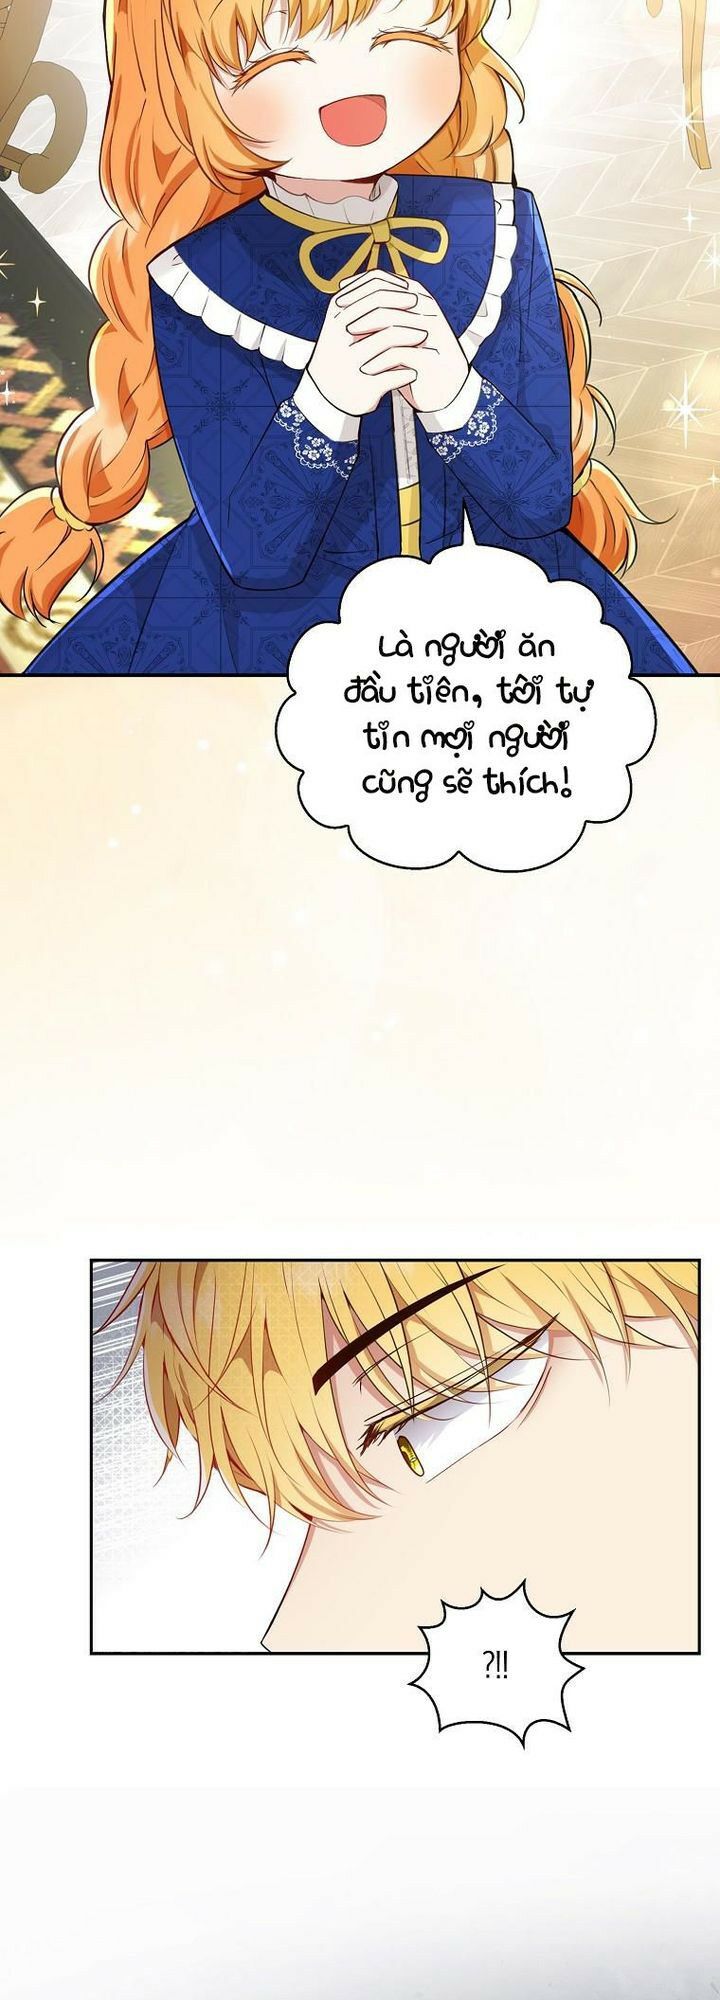 Là người ăn
đầu tiên, tôi tự
tin mọi người
cũng sẽ thích!
?!!